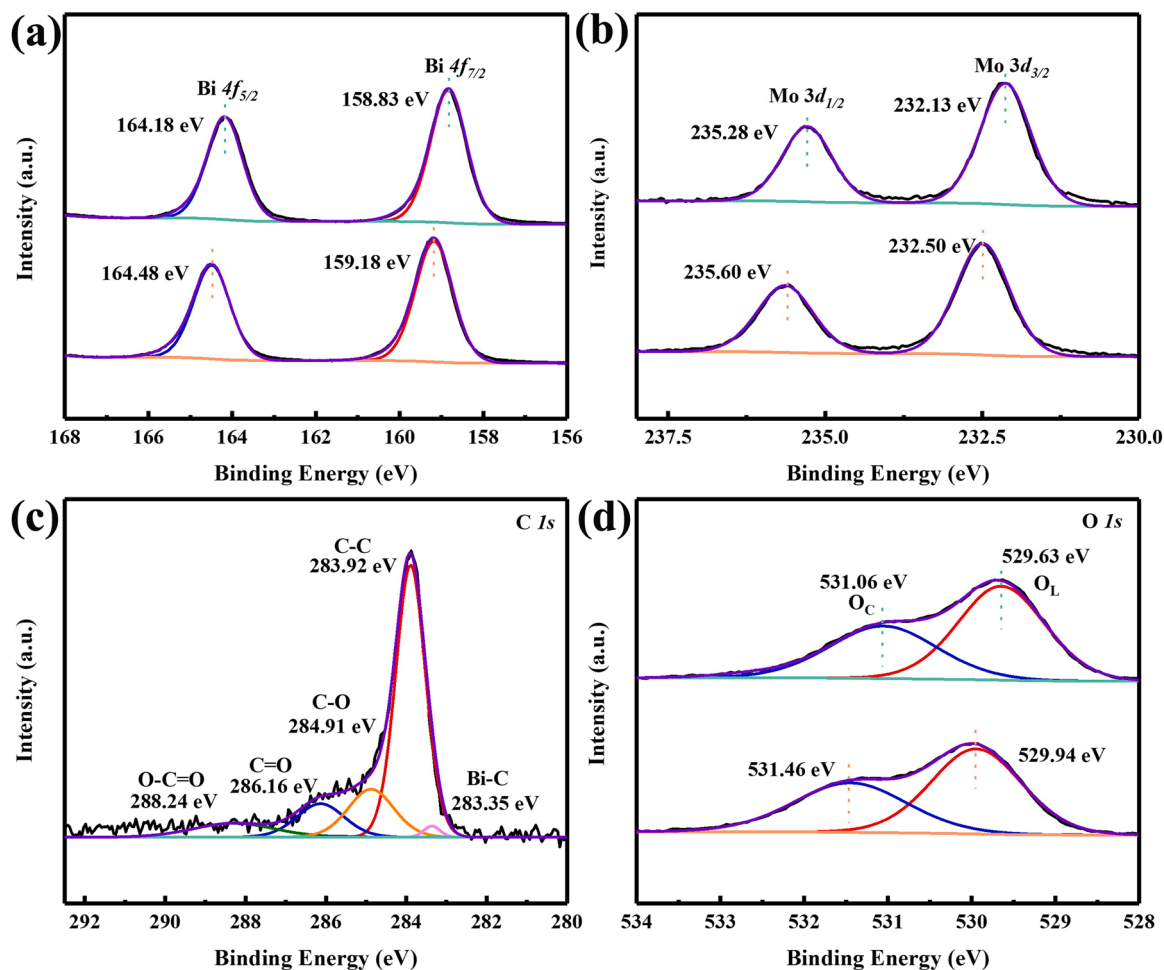 (a)
Bi 4f5/2
Bi 4f7/2
164.18 eV
158.83 eV
164.48 eV
159.18 eV
Intensity (a.u.)
168 166 164 162 160 158 156
Binding Energy (eV)
(b)
Mo 3d1/2
Mo 3d3/2
235.28 eV
232.13 eV
235.60 eV
232.50 eV
Intensity (a.u.)
237.5 235.0 232.5 230.0
Binding Energy (eV)
(c)
C 1s
C-C
283.92 eV
C-O
284.91 eV
C=O
286.16 eV
O-C=O
288.24 eV
Bi-C
283.35 eV
Intensity (a.u.)
292 290 288 286 284 282 280
Binding Energy (eV)
(d)
O 1s
529.63 eV
531.06 eV
OC
OL
531.46 eV
529.94 eV
Intensity (a.u.)
534 533 532 531 530 529 528
Binding Energy (eV)